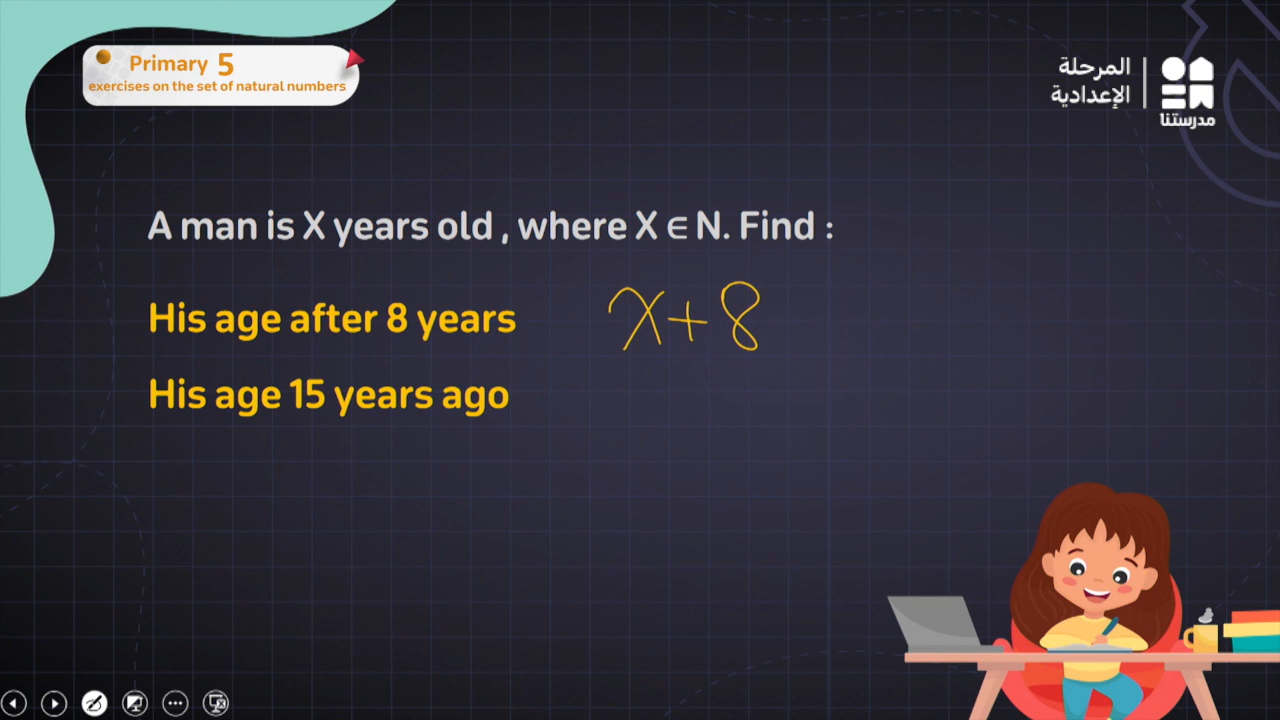 Primary 5
exercises on the set of natural numbers
المرحلة
الإعدادية
مدرستنا
A man is X years old , where X ∈ N. Find :
His age after 8 years x+8
His age 15 years ago